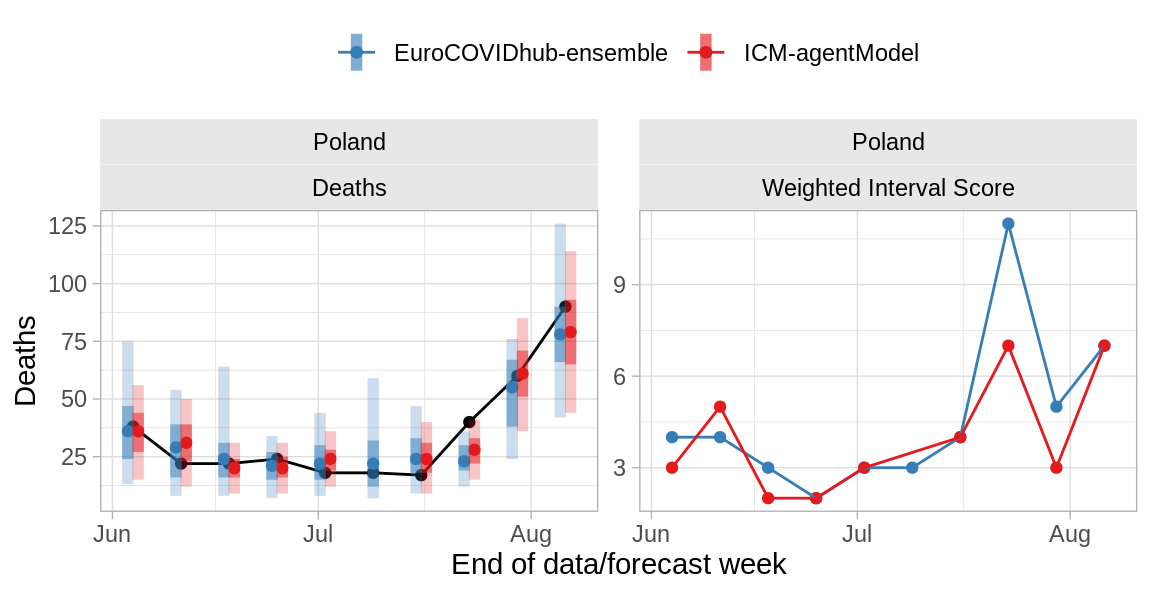 EuroCOVIDhub-ensemble ICM-agentModel
Poland Poland
Deaths Weighted Interval Score
Deaths
125
100
75
50
25
9
6
3
Jun Jul Aug Jun Jul Aug
End of data/forecast week